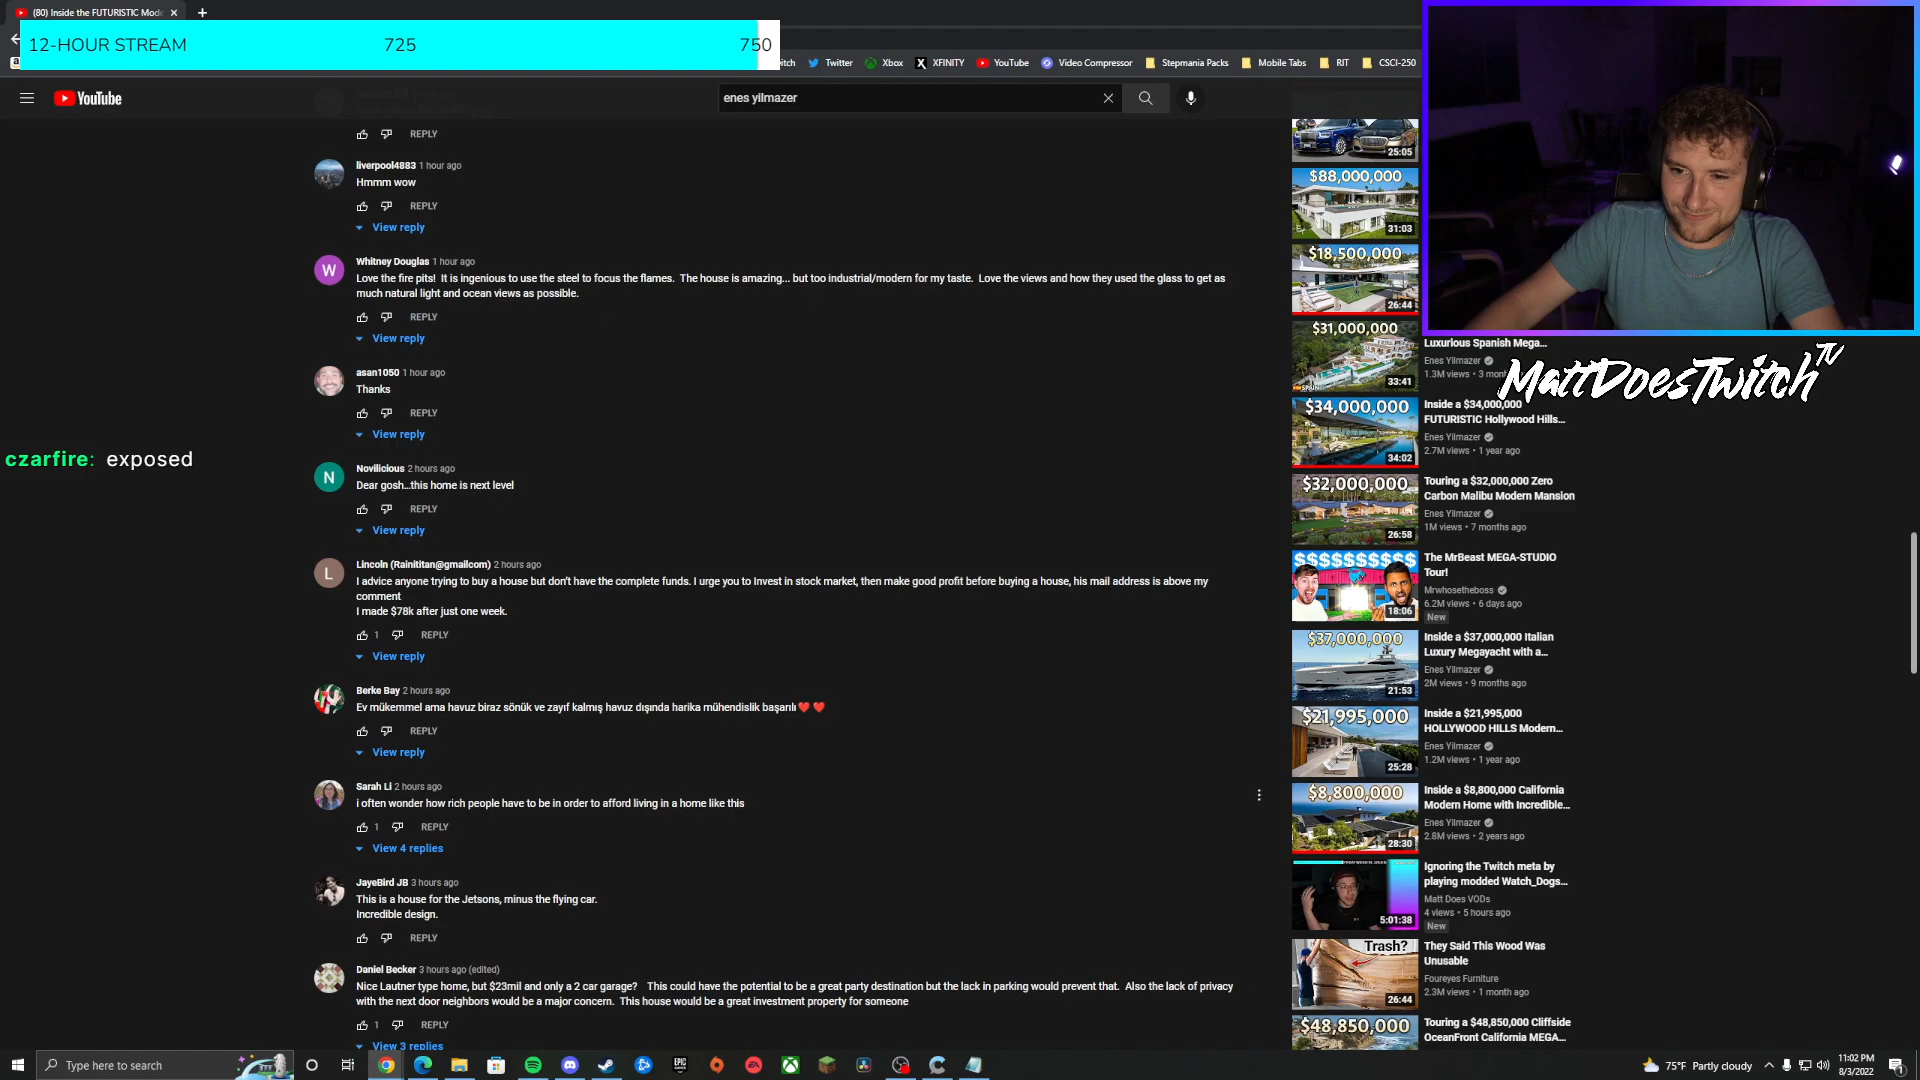 (80) Inside the FUTURISTIC Mod
12-HOUR STREAM 725 750
Twitter Xbox XFINITY YouTube Video Compressor Stepmania Packs Mobile Tabs RIT CSCI-250
YouTube
enes yilmazer
REPLY
liverpool4883 1 hour ago
Hmmm wow
REPLY
View reply
Whitney Douglas 1 hour ago
Love the fire pits! It is ingenious to use the steel to focus the flames. The house is amazing... but too industrial/modern for my taste. Love the views and how they used the glass to get as
much natural light and ocean views as possible.
REPLY
View reply
asan1050 1 hour ago
Thanks
REPLY
View reply
czarfire: exposed
Novilicious 2 hours ago
Dear gosh...this home is next level
REPLY
View reply
Lincoln (Rainititan@gmailcom) 2 hours ago
I advice anyone trying to buy a house but don't have the complete funds. I urge you to Invest in stock market, then make good profit before buying a house, his mail address is above my
comment
I made $78k after just one week.
1 REPLY
View reply
Berke Bay 2 hours ago
Ev mükemmel ama havuz biraz sönük ve zayıf kalmış havuz dışında harika mühendislik başarılı❤️❤️
REPLY
View reply
Sarah Li 2 hours ago
i often wonder how rich people have to be in order to afford living in a home like this
1 REPLY
View 4 replies
JayeBird JB 3 hours ago
This is a house for the Jetsons, minus the flying car.
Incredible design.
REPLY
Daniel Becker 3 hours ago (edited)
Nice Lautner type home, but $23mil and only a 2 car garage? This could have the potential to be a great party destination but the lack in parking would prevent that. Also the lack of privacy
with the next door neighbors would be a major concern. This house would be a great investment property for someone
1 REPLY
View 3 replies
25:05
$88,000,000
31:03
$18,500,000
26:44
$31,000,000
SPAIN
33:41
Luxurious Spanish Mega...
Enes Yilmazer
1.3M views • 3 mont
MattDoesTwitch TV
$34,000,000
34:02
Inside a $34,000,000
FUTURISTIC Hollywood Hills...
Enes Yilmazer
2.7M views • 1 year ago
$32,000,000
26:58
Touring a $32,000,000 Zero
Carbon Malibu Modern Mansion
Enes Yilmazer
1M views • 7 months ago
$$$$$$$$$
18:06
The MrBeast MEGA-STUDIO
Tour!
Mrwhosetheboss
6.2M views • 6 days ago
New
$37,000,000
21:53
Inside a $37,000,000 Italian
Luxury Megayacht with a...
Enes Yilmazer
2M views • 9 months ago
$21,995,000
25:28
Inside a $21,995,000
HOLLYWOOD HILLS Modern...
Enes Yilmazer
1.2M views • 1 year ago
$8,800,000
28:30
Inside a $8,800,000 California
Modern Home with Incredible...
Enes Yilmazer
2.8M views • 2 years ago
5:01:38
Ignoring the Twitch meta by
playing modded Watch_Dogs...
Matt Does VODs
4 views • 5 hours ago
New
Trash?
26:44
They Said This Wood Was
Unusable
Foureyes Furniture
2.3M views • 1 month ago
$48,850,000
Touring a $48,850,000 Cliffside
OceanFront California MEGA...
Type here to search
75°F Partly cloudy
11:02 PM
8/3/2022